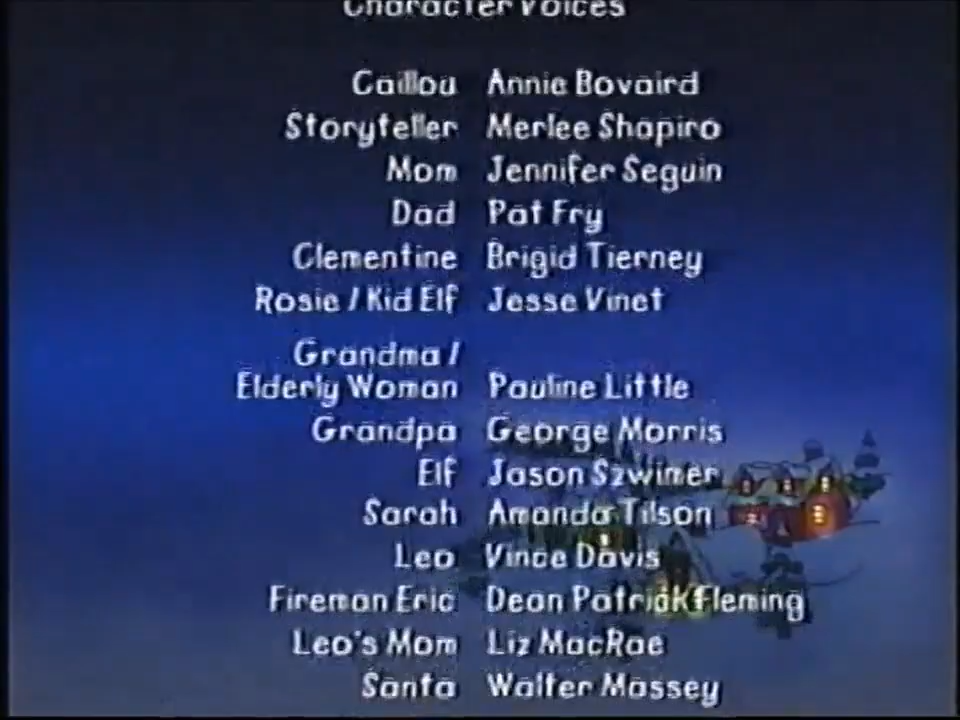 Character Voices
Caillou Annie Bovaird
Storyteller Merlee Shapiro
Mom Jennifer Seguin
Dad Pat Fry
Clementine Brigid Tierney
Rosie / Kid Elf Jesse Vinet
Grandma /
Elderly Woman Pauline Little
Grandpa George Morris
Elf Jason Szwimer
Sarah Amanda Tilson
Leo Vince Davis
Fireman Eric Dean Patrick Fleming
Leo's Mom Liz MacRae
Santa Walter Massey